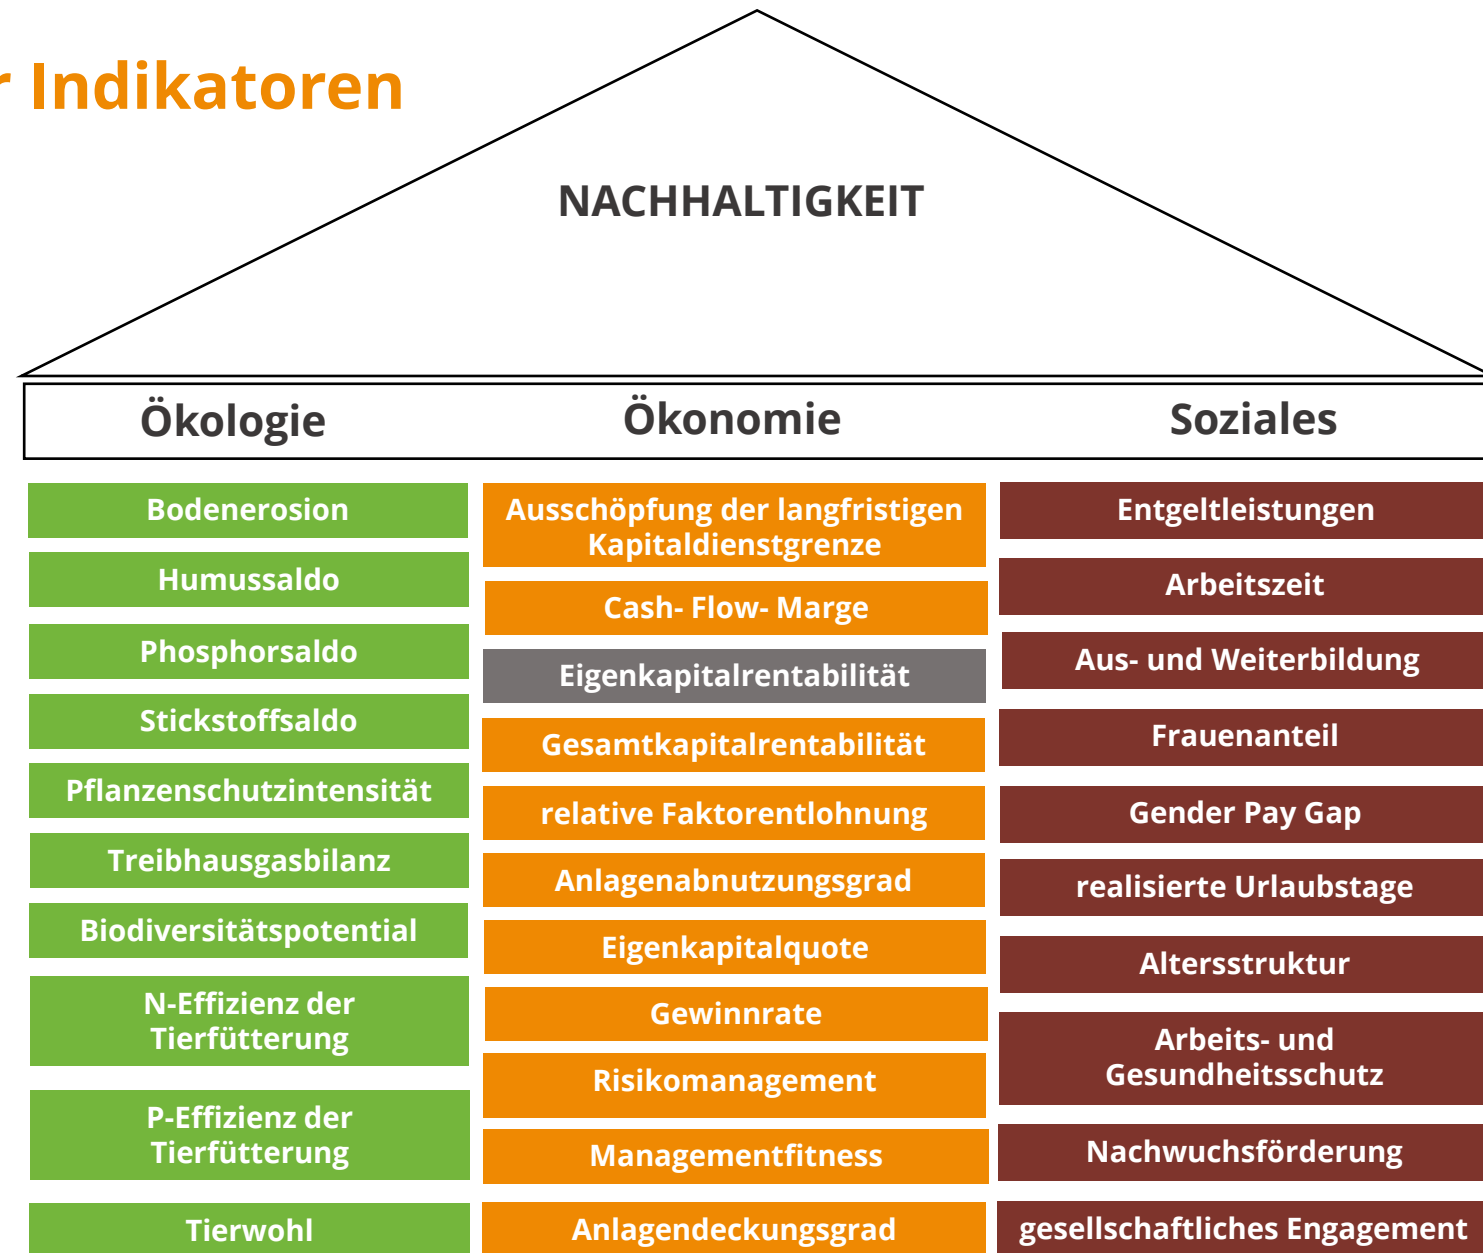 r Indikatoren
NACHHALTIGKEIT
Ökologie
Ökonomie
Soziales
Bodenerosion
Humussaldo
Phosphorsaldo
Stickstoffsaldo
Pflanzenschutzintensität
Treibhausgasbilanz
Biodiversitätspotential
N-Effizienz der
Tierfütterung
P-Effizienz der
Tierfütterung
Tierwohl
Ausschöpfung der langfristigen
Kapitaldienstgrenze
Cash- Flow- Marge
Eigenkapitalrentabilität
Gesamtkapitalrentabilität
relative Faktorentlohnung
Anlagenabnutzungsgrad
Eigenkapitalquote
Gewinnrate
Risikomanagement
Managementfitness
Anlagendeckungsgrad
Entgeltleistungen
Arbeitszeit
Aus- und Weiterbildung
Frauenanteil
Gender Pay Gap
realisierte Urlaubstage
Altersstruktur
Arbeits- und
Gesundheitsschutz
Nachwuchsförderung
gesellschaftliches Engagement